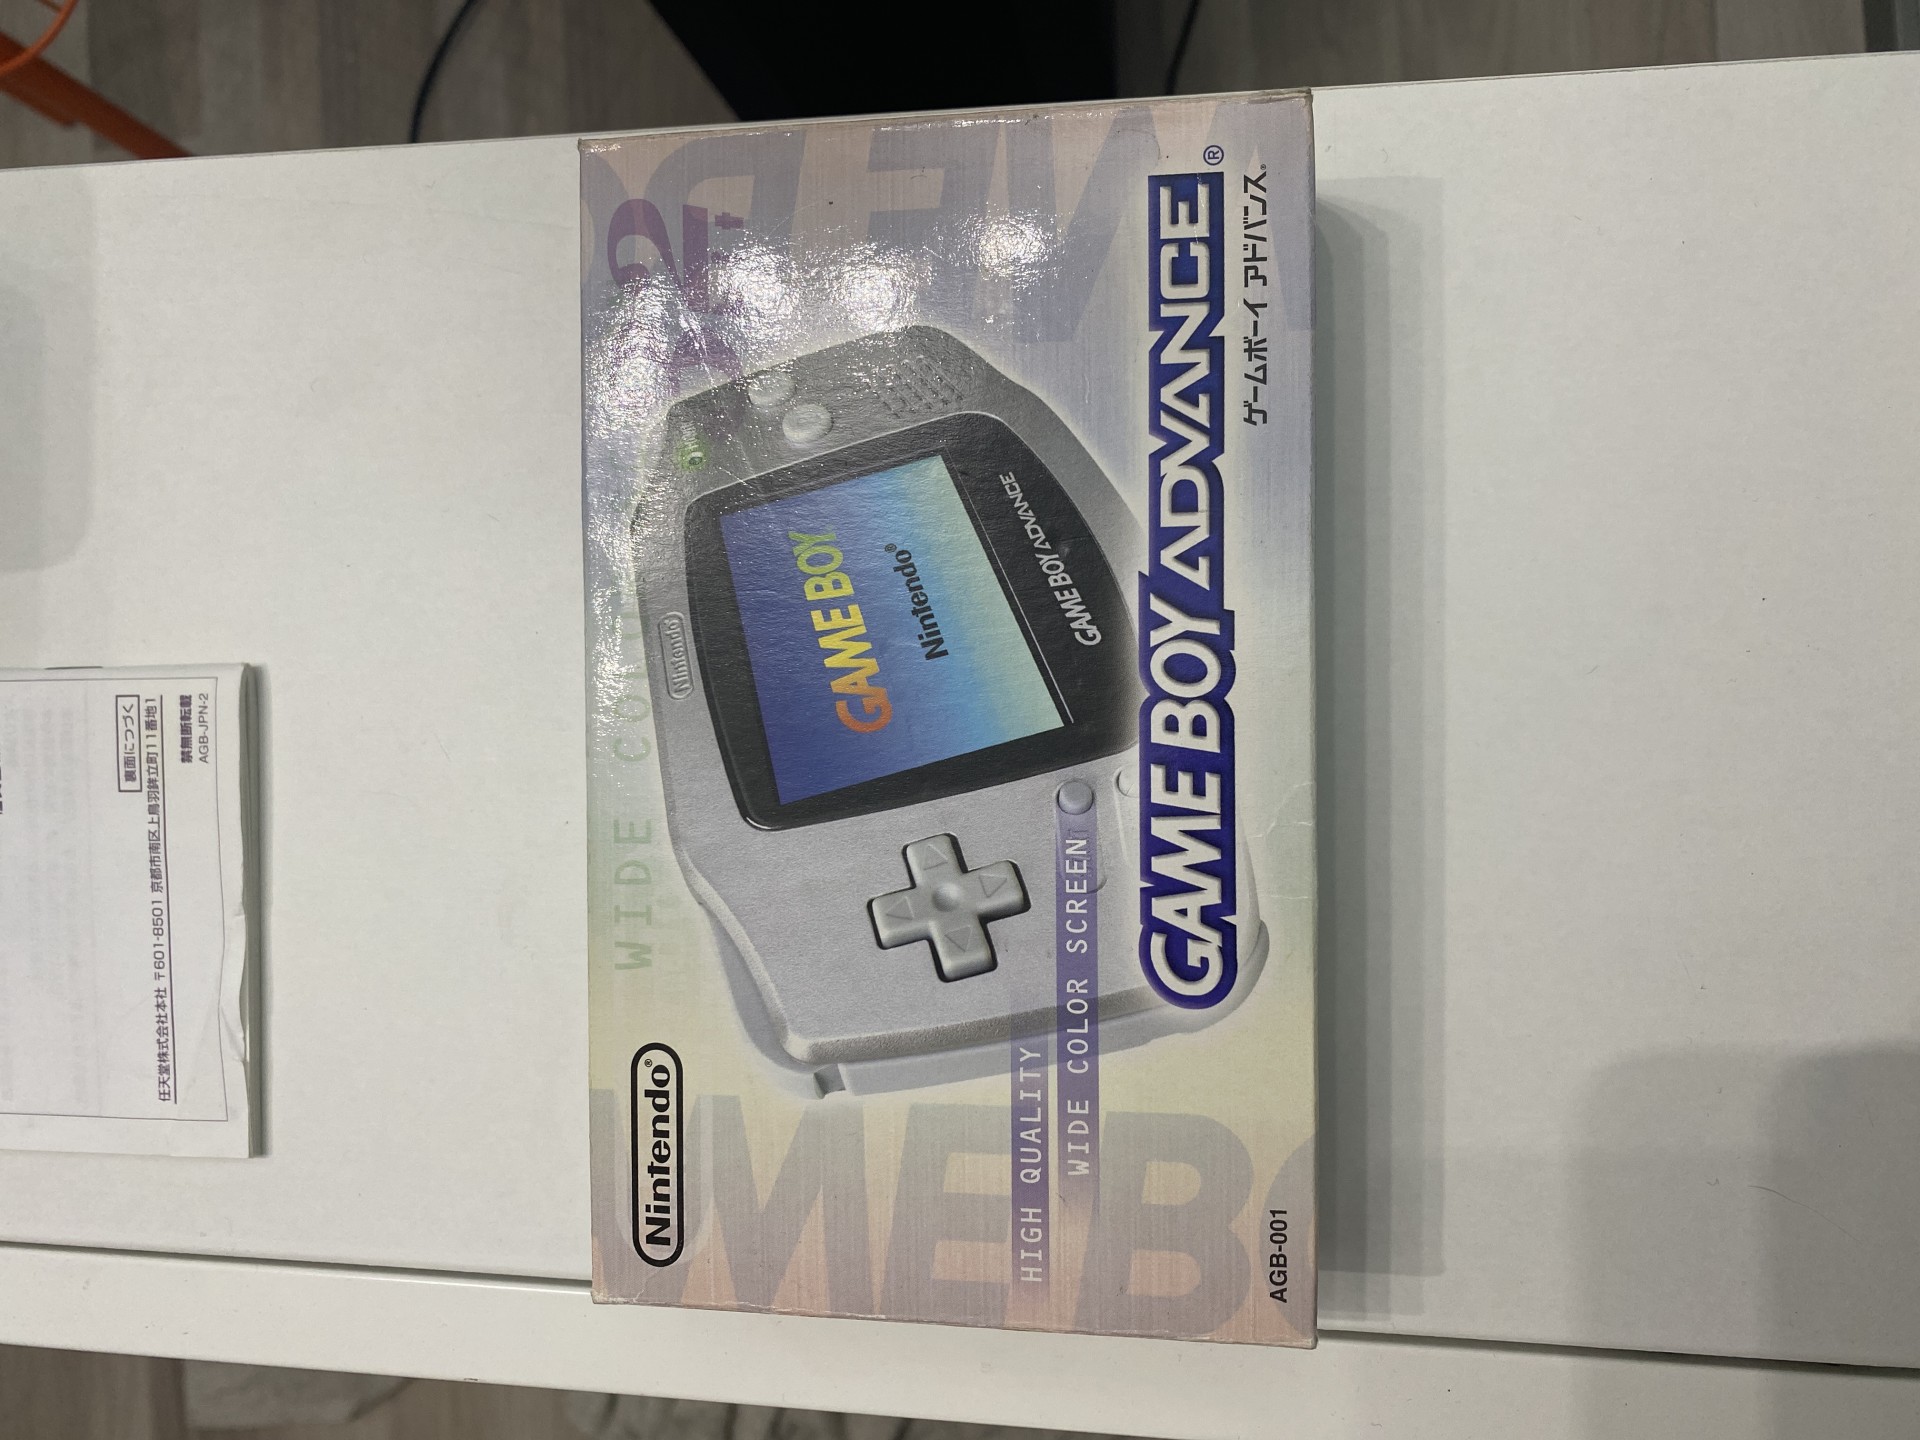 Nintendo®
WIDE COLOR
32
Nintendo
GAME BOY
Nintendo®
GAME BOY ADVANCE
HIGH QUALITY
WIDE COLOR SCREEN
GAME BOY ADVANCE®
AGB-001
ゲームボーイ アドバンス®
裏面につづく
任天堂株式会社本社 〒601-8501 京都市南区上鳥羽鉾立町11番地1
禁無断転載
AGB-JPN-2